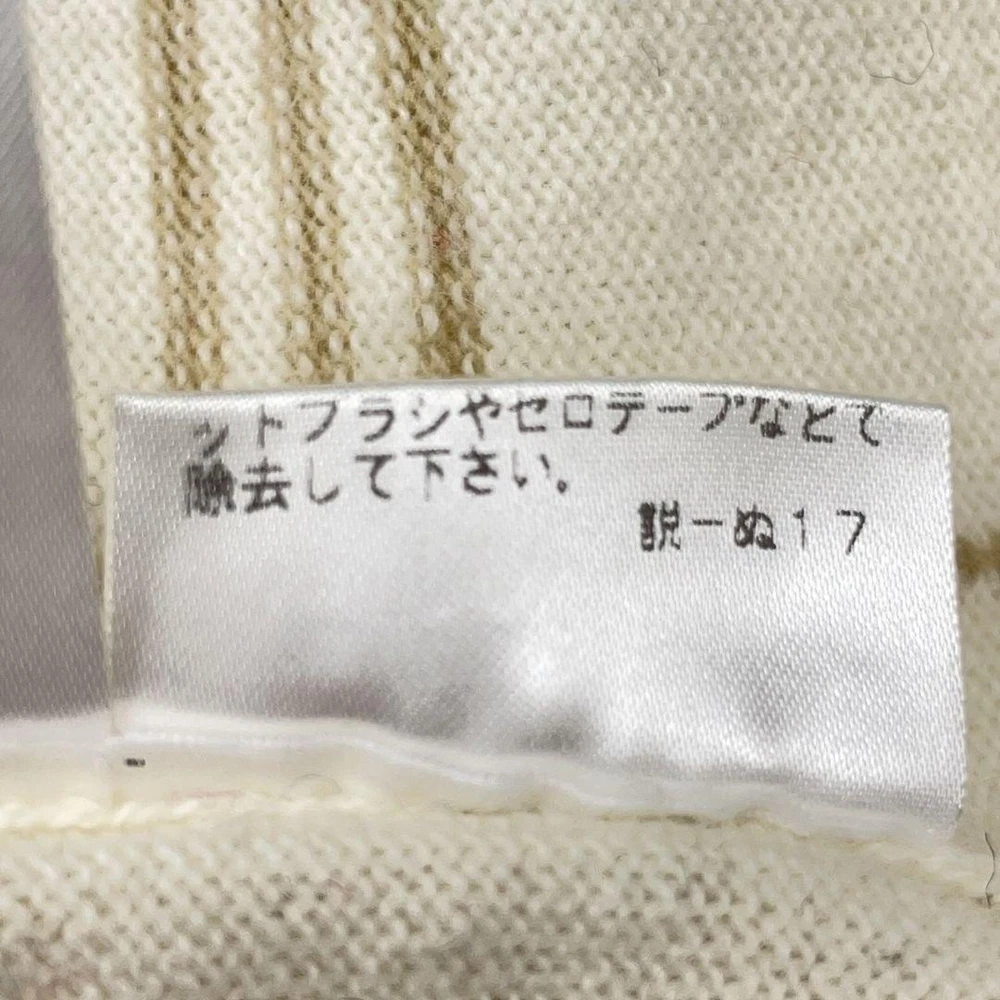 ットブラシやセロテープなどで
除去して下さい。
説ーぬ17